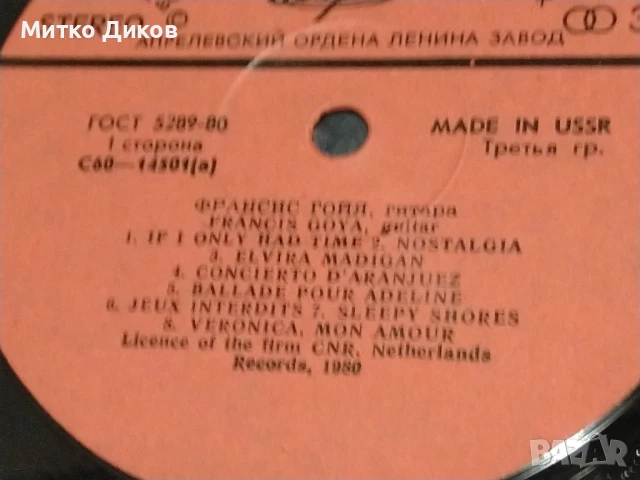 Митко Диков
STEREO
АПРЕЛЕВСКИЙ ОРДЕНА ЛЕНИНА ЗАВОД
ГОСТ 5289-80
1 сторона
С60—14501(а)
MADE IN USSR
Третья гр.
ФРАНСИС ГОЙЯ, гитара
FRANCIS GOYA, guitar
1. IF I ONLY HAD TIME 2. NOSTALGIA
3. ELVIRA MADIGAN
4. CONCIERTO D'ARANJUEZ
5. BALLADE POUR ADELINE
6. JEUX INTERDITS 7. SLEEPY SHORES
8. VERONICA, MON AMOUR
Licence of the firm CNR, Netherlands
Records, 1980
BAZAR